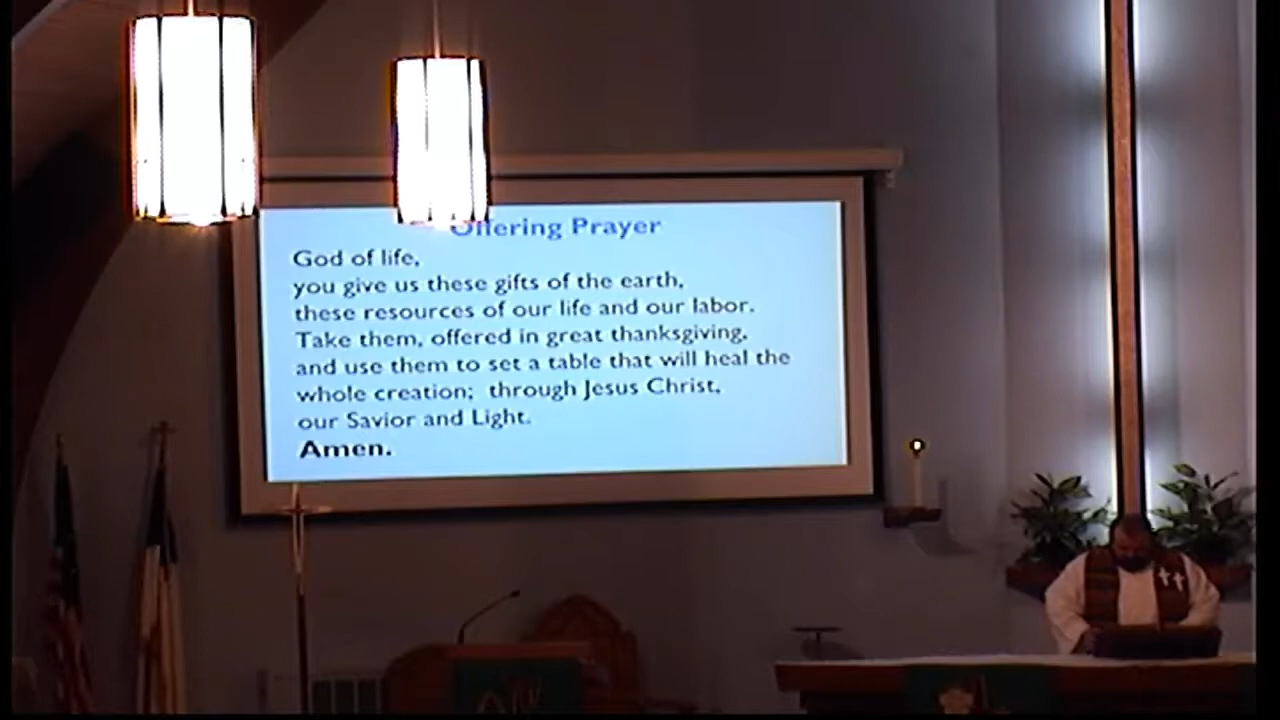 Offering Prayer
God of life,
you give us these gifts of the earth,
these resources of our life and our labor.
Take them, offered in great thanksgiving,
and use them to set a table that will heal the
whole creation; through Jesus Christ,
our Savior and Light.
Amen.